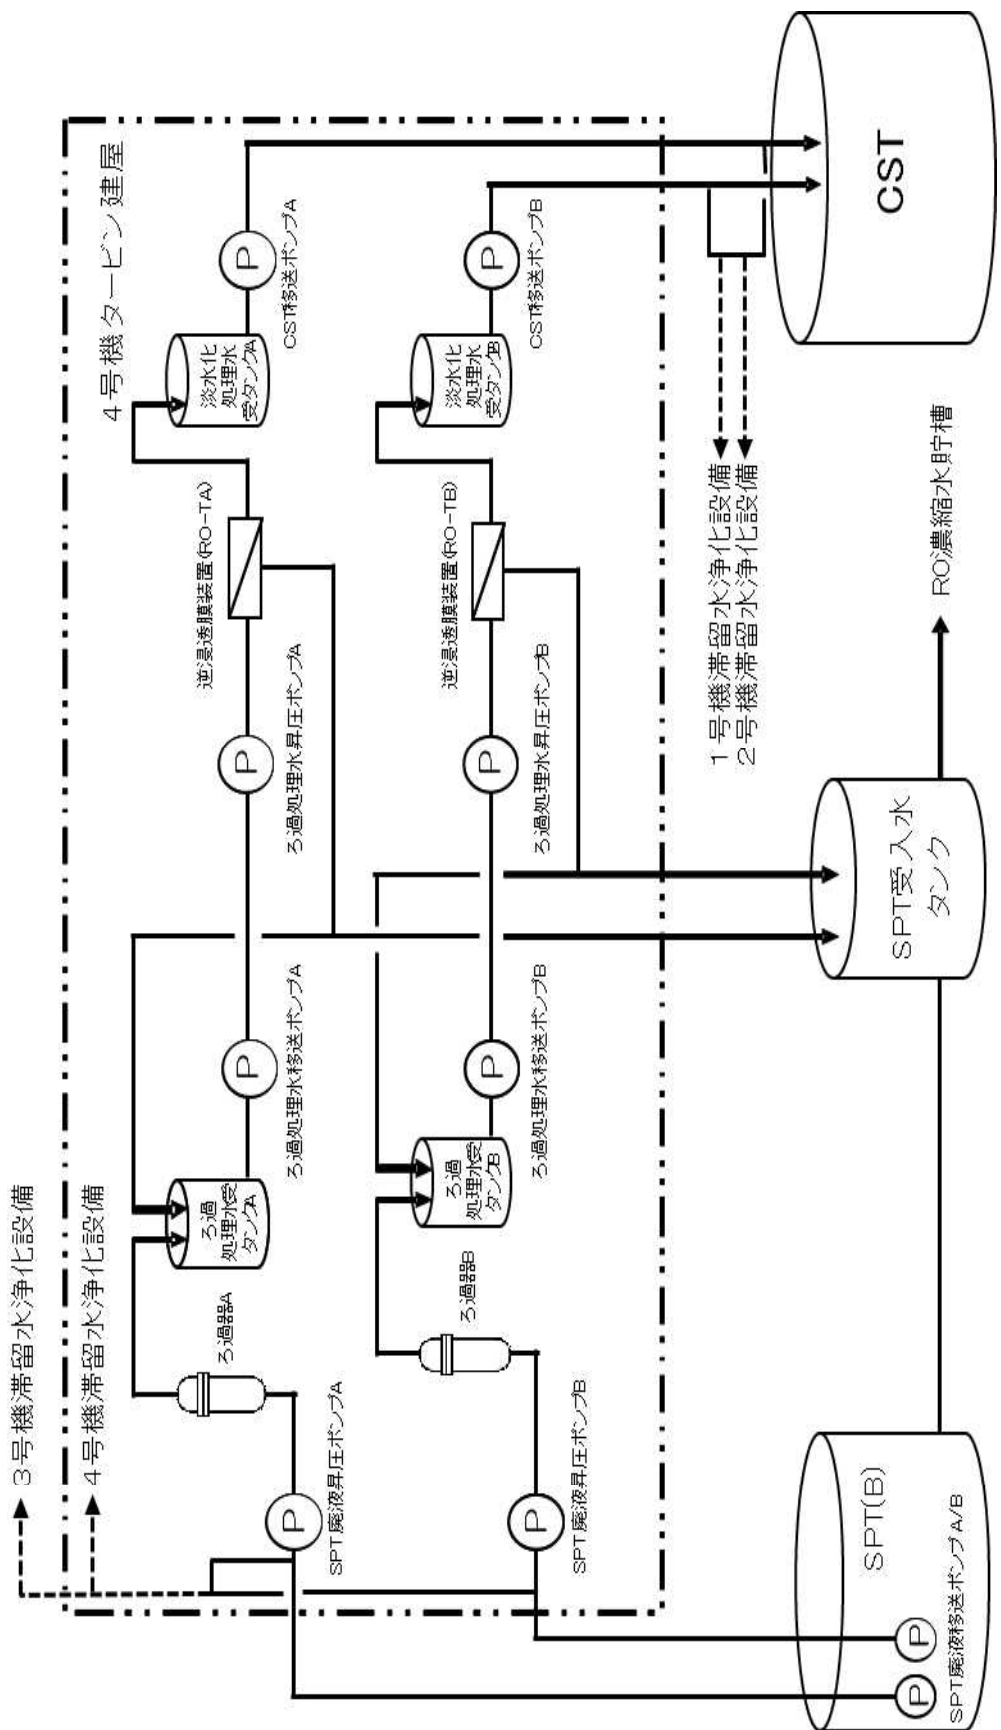 3号機滞留水浄化設備
4号機滞留水浄化設備
4号機タービン建屋
SPT廃液昇圧ポンプA
ろ過器A
ろ過
処理水受
タンクA
P
ろ過処理水移送ポンプA
P
ろ過処理水昇圧ポンプA
P
逆浸透膜装置(RO-TA)
淡水化
処理水
受タンクA
P
CST移送ポンプA
P
SPT廃液昇圧ポンプB
ろ過器B
ろ過
処理水受
タンクB
P
ろ過処理水移送ポンプB
P
ろ過処理水昇圧ポンプB
逆浸透膜装置(RO-TB)
淡水化
処理水
受タンクB
P
CST移送ポンプB
1号機滞留水浄化設備
2号機滞留水浄化設備
SPT(B)
P
P
SPT廃液移送ポンプA/B
SPT受入水
タンク
RO濃縮水貯槽
CST